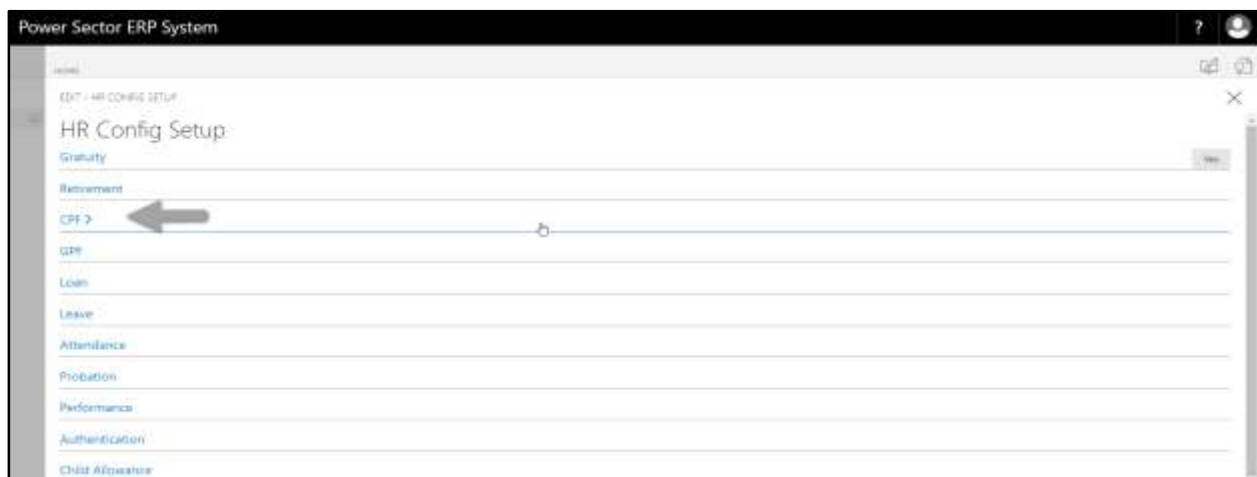 Power Sector ERP System ?
HOME
EDIT - HR CONFIG SETUP
HR Config Setup
Gratuity Yes
Retirement
CPF >
GPF
Loan
Leave
Attendance
Probation
Performance
Authentication
Child Allowance